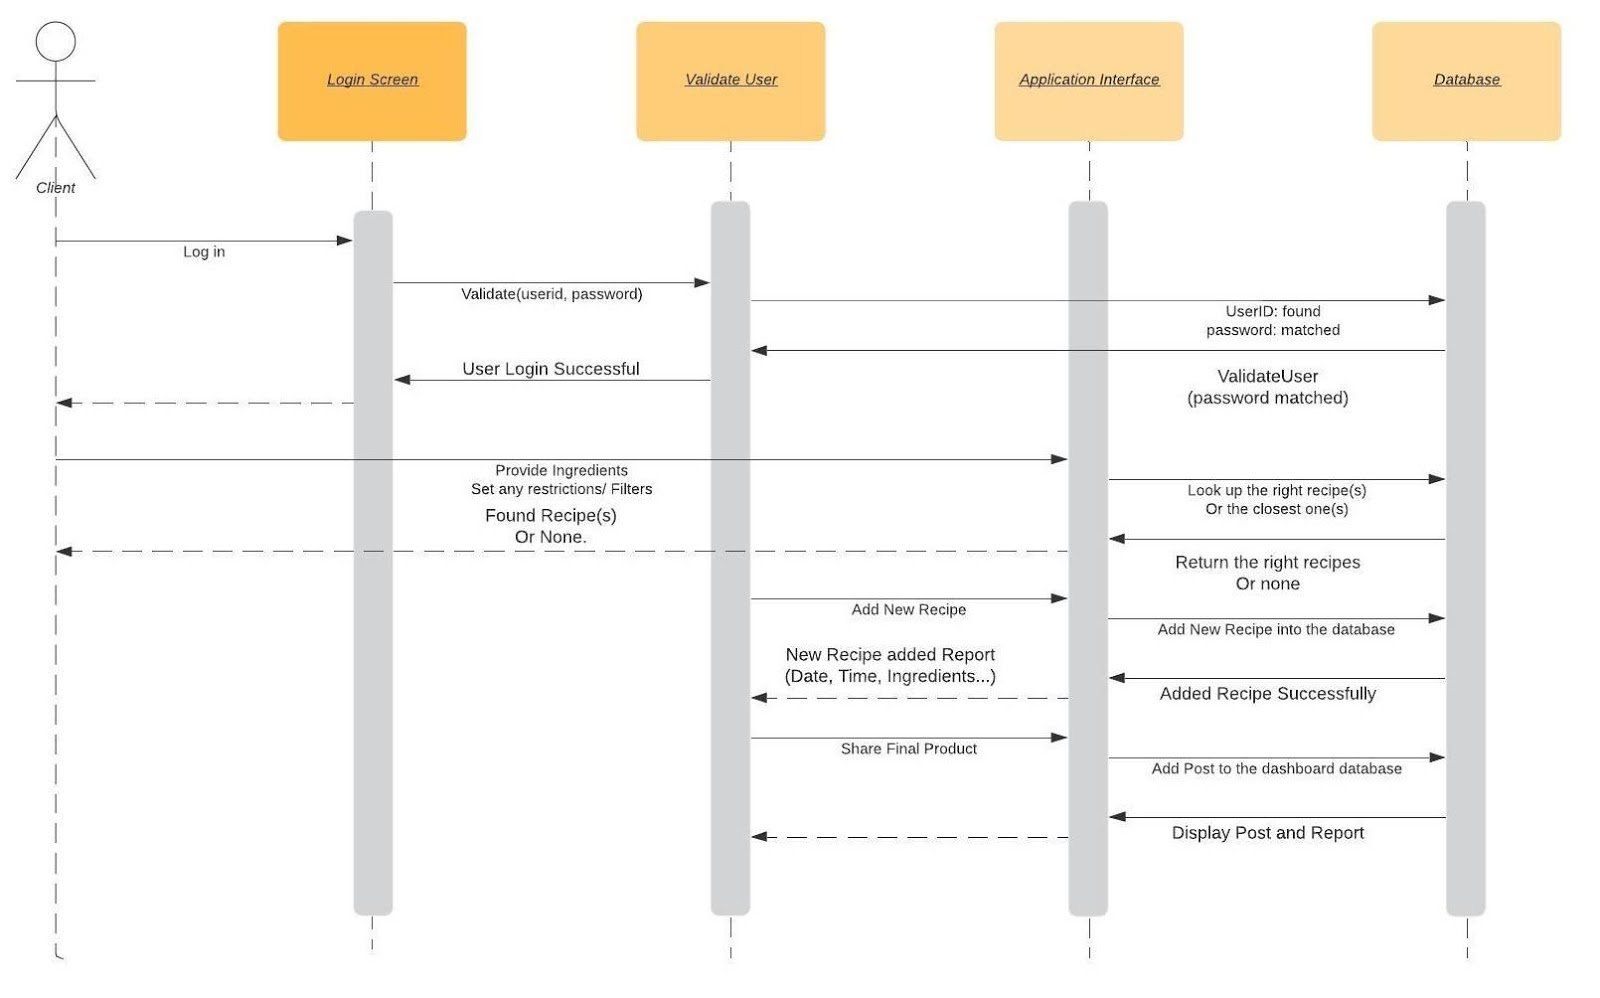 Login Screen
Validate User
Application Interface
Database
Client
Log in
Validate(userid, password)
UserID: found
password: matched
User Login Successful
ValidateUser
(password matched)
Provide Ingredients
Set any restrictions/ Filters
Look up the right recipe(s)
Or the closest one(s)
Found Recipe(s)
Or None.
Return the right recipes
Or none
Add New Recipe
Add New Recipe into the database
New Recipe added Report
(Date, Time, Ingredients...)
Added Recipe Successfully
Share Final Product
Add Post to the dashboard database
Display Post and Report